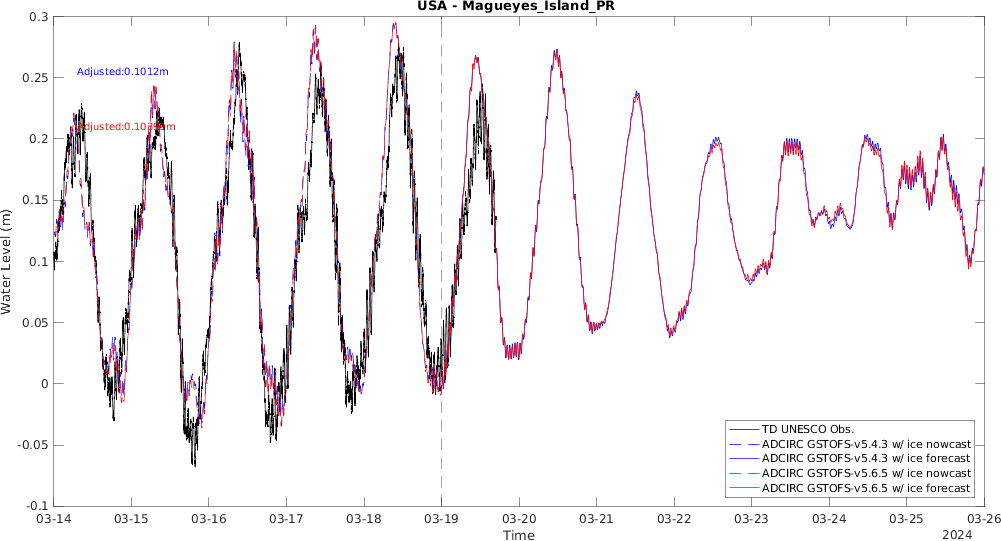 USA - Magueyes_Island_PR
0.3
0.25
0.2
0.15
0.1
0.05
0
-0.05
-0.1
Water Level (m)
Adjusted:0.1012m
03-14
03-15
03-16
03-17
03-18
03-19
03-20
03-21
03-22
03-23
03-24
03-25
03-26
Time
2024
TD UNESCO Obs.
ADCIRC GSTOFS-v5.4.3 w/ ice nowcast
ADCIRC GSTOFS-v5.4.3 w/ ice forecast
ADCIRC GSTOFS-v5.6.5 w/ ice nowcast
ADCIRC GSTOFS-v5.6.5 w/ ice forecast